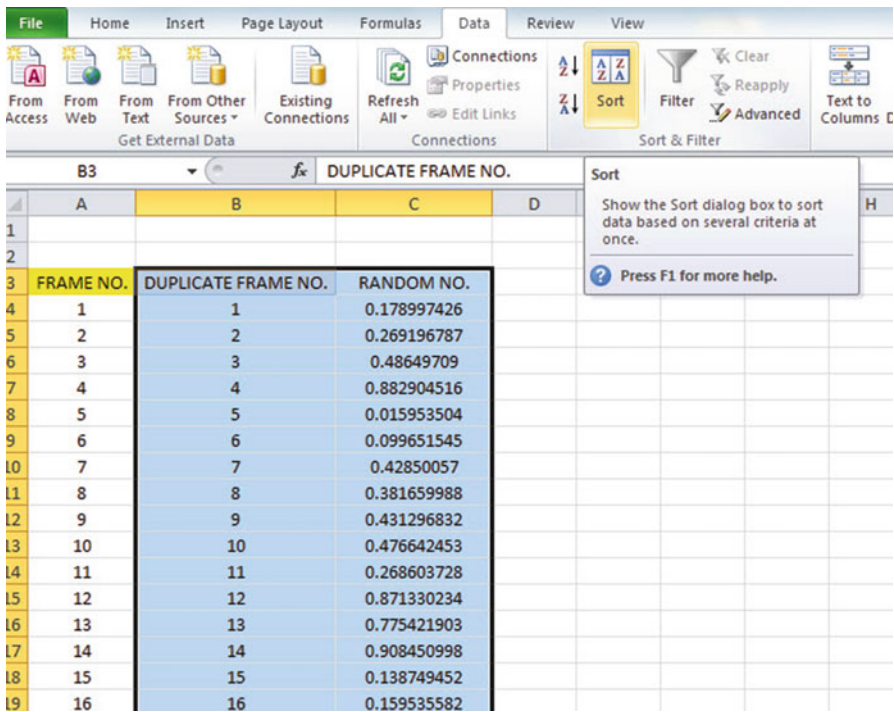 File Home Insert Page Layout Formulas Data Review View
From Access From Web From Text From Other Sources Existing Connections
Get External Data
Refresh All Connections Properties Edit Links
Connections
Sort Filter Clear Reapply Advanced
Sort & Filter
Text to Columns
B3 fx DUPLICATE FRAME NO.
Sort
Show the Sort dialog box to sort
data based on several criteria at
once.
Press F1 for more help.
A B C D H
1
2
3 FRAME NO. DUPLICATE FRAME NO. RANDOM NO.
4 1 1 0.178997426
5 2 2 0.269196787
6 3 3 0.48649709
7 4 4 0.882904516
8 5 5 0.015953504
9 6 6 0.099651545
10 7 7 0.42850057
11 8 8 0.381659988
12 9 9 0.431296832
13 10 10 0.476642453
14 11 11 0.268603728
15 12 12 0.871330234
16 13 13 0.775421903
17 14 14 0.908450998
18 15 15 0.138749452
19 16 16 0.159535582